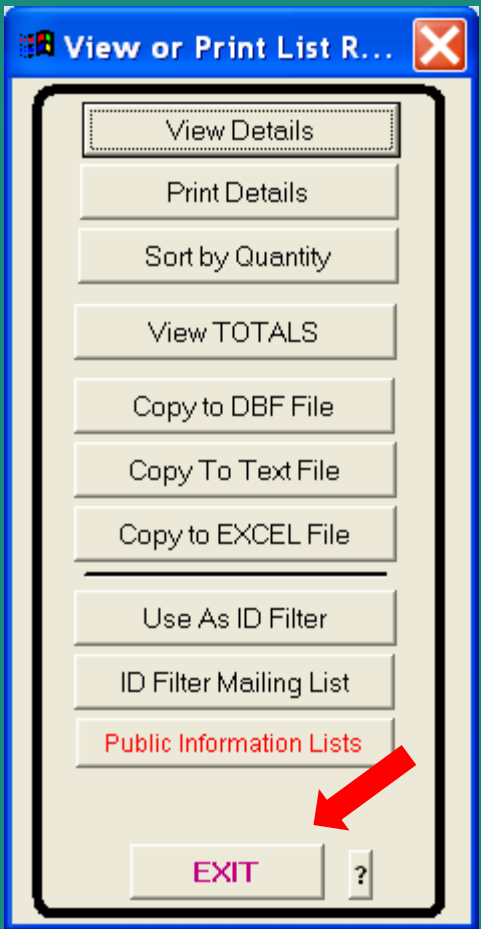 View or Print List R...
View Details
Print Details
Sort by Quantity
View TOTALS
Copy to DBF File
Copy To Text File
Copy to EXCEL File
Use As ID Filter
ID Filter Mailing List
Public Information Lists
EXIT ?